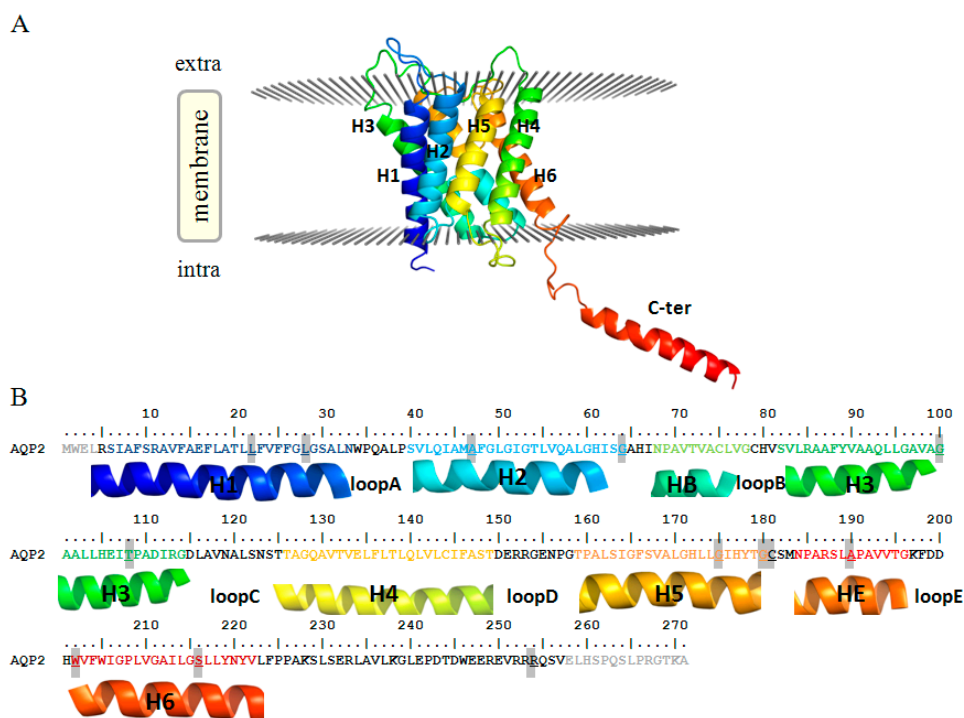 A
extra
membrane
intra
H3
H5
H4
H2
H1
H6
C-ter
B
10 20 30 40 50 60 70 80 90 100
AQP2 MWELRSIAFSRAVFAEFLATLLFVFFGLGSALNWPQALPSVLQIAMAFGLGIGTLVQALGHISGAHINPAVTVACLVGCHVSVLRAAFYVAAQLLGAVAG
H1 loopA H2 HB loopB H3
110 120 130 140 150 160 170 180 190 200
AQP2 AALLHEITPADIRGDLAVNALSNSTTAGQAVTVELFLTLQLVLCIFASTDERRGENPGTPALSIGFSVALGHLLGIHYTGCSMNPARSLAPAVVTGKFDD
H3 loopC H4 loopD H5 HE loopE
210 220 230 240 250 260 270
AQP2 HWVFWIGPLVGAILGSLLYNYVLFPPAKSLSERLAVLKGLEPDTDWEEREVRRRQSVELHSPQSLPRGTKA
H6